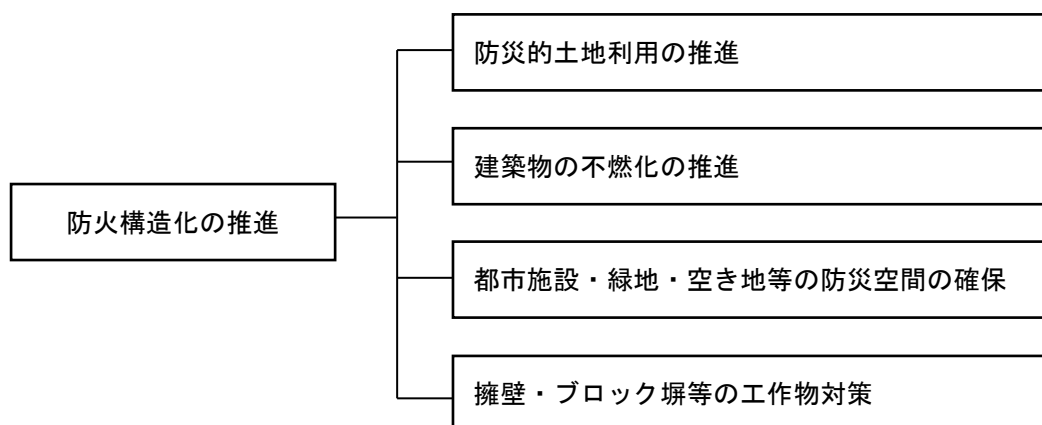 防災的土地利用の推進
建築物の不燃化の推進
防火構造化の推進
都市施設・緑地・空き地等の防災空間の確保
擁壁・ブロック塀等の工作物対策